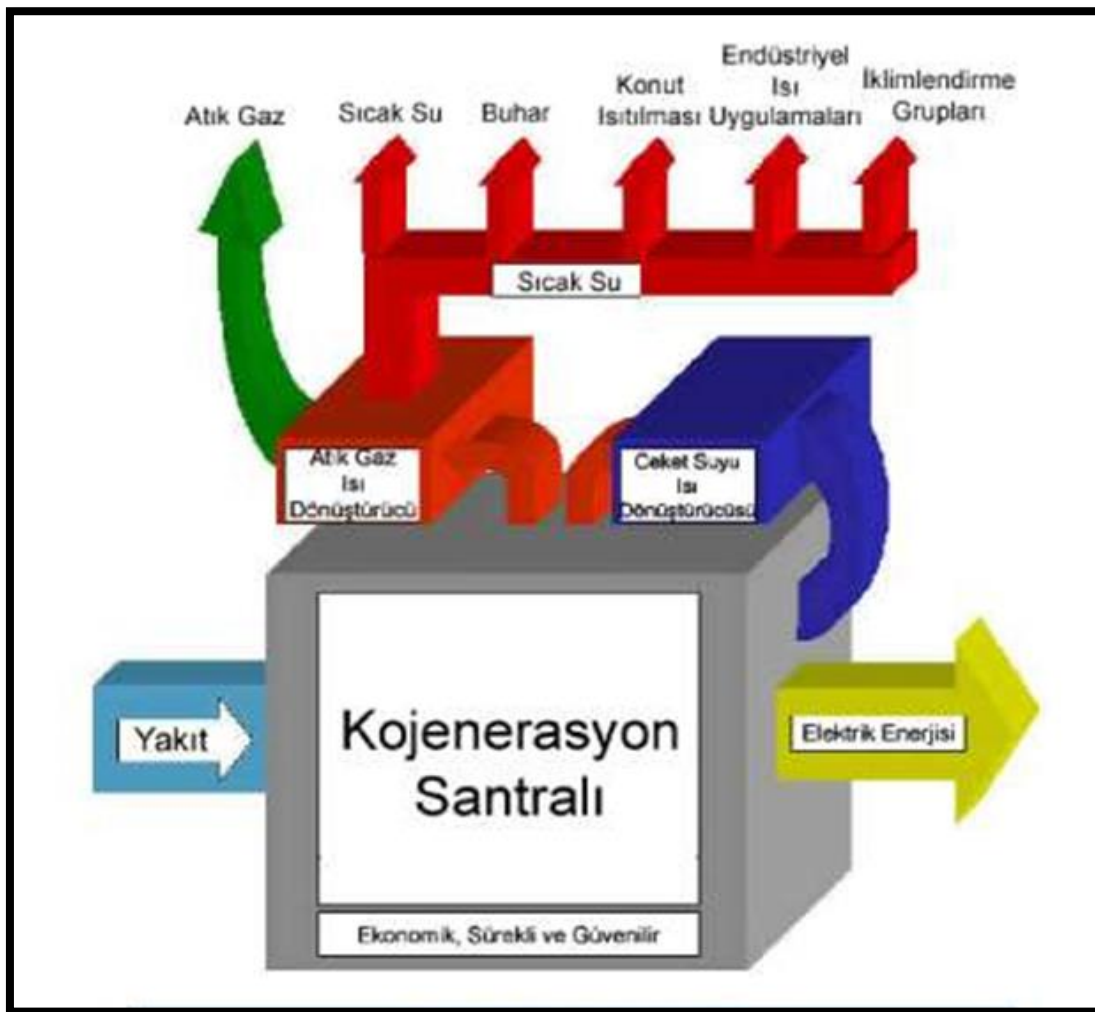 Atık Gaz
Sıcak Su
Buhar
Konut
Isıtılması
Endüstriyel
Isı
Uygulamaları
İklimlendirme
Grupları
Sıcak Su
Atık Gaz
Isı
Dönüştürücü
Ceket Suyu
Isı
Dönüştürücüsü
Yakıt
Kojenerasyon
Santralı
Elektrik Enerjisi
Ekonomik, Sürekli ve Güvenilir